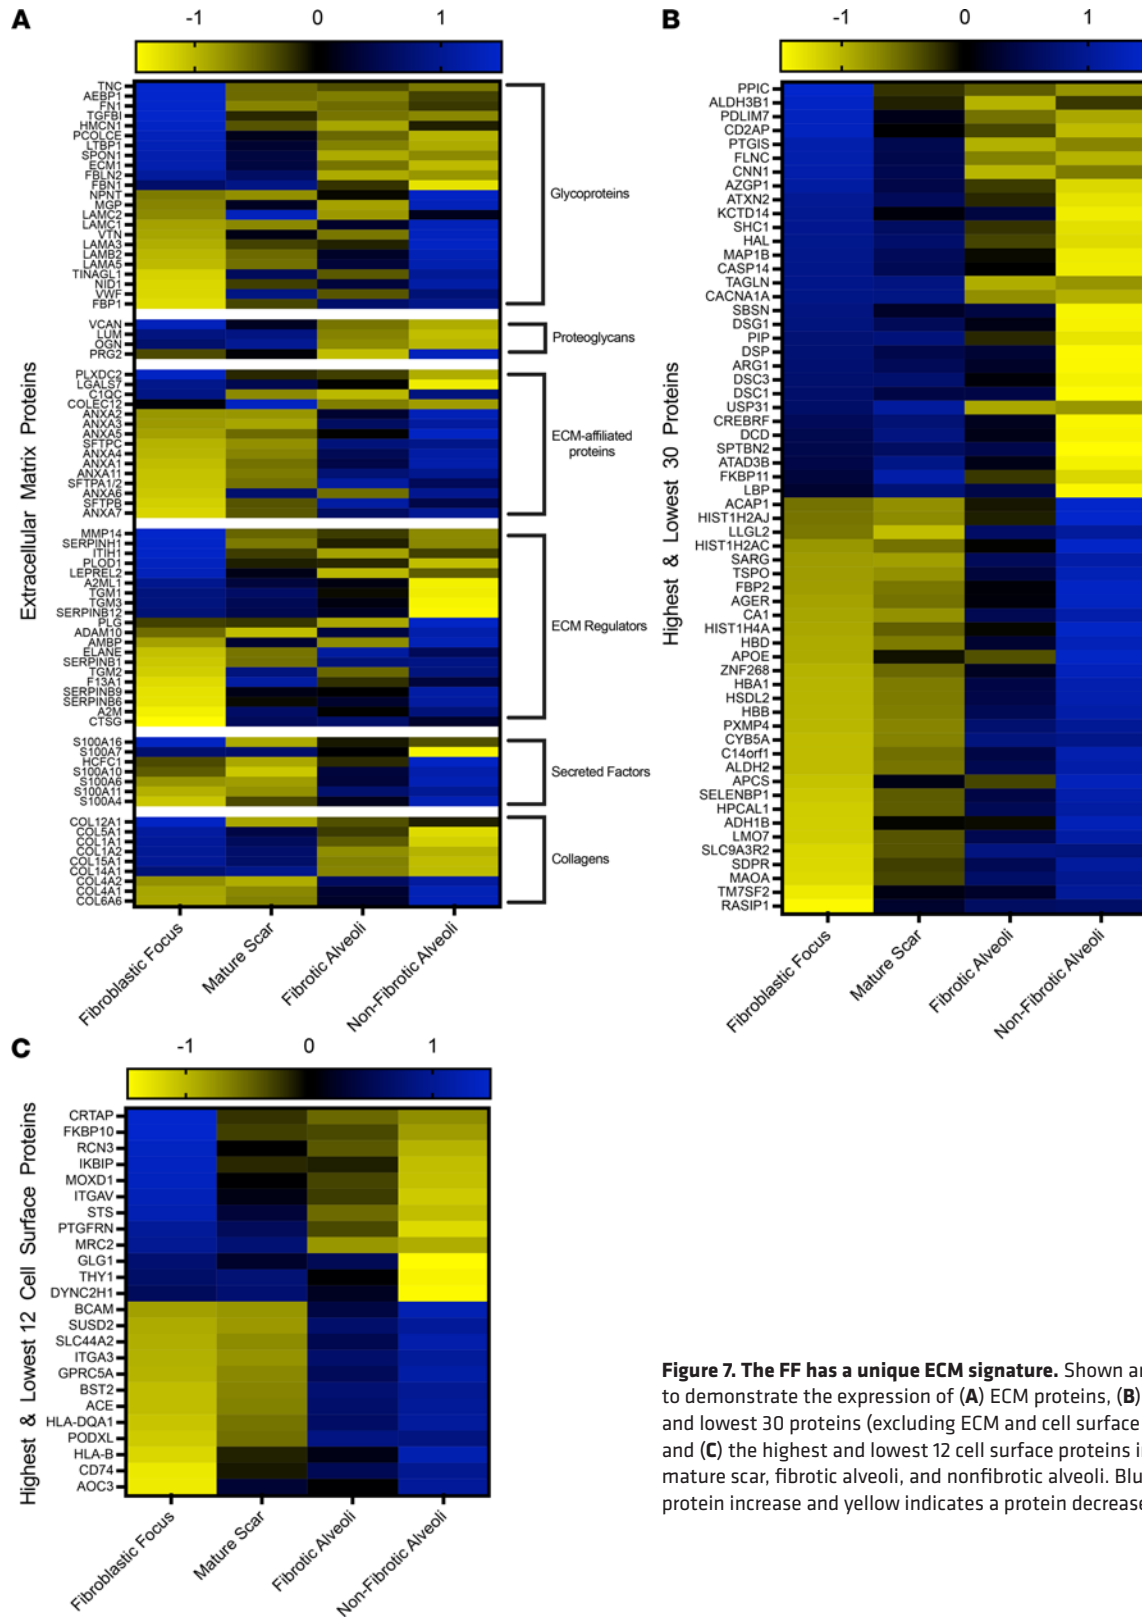 A
-1 0 1
Extracellular Matrix Proteins
TNC
AEBP1
FN1
TGFBI
HMCN1
PCOLCE
LTBP1
SPON1
ECM1
FBLN2
FBN1
NPNT
MGP
LAMC2
LAMC1
VTN
LAMA3
LAMB2
LAMA5
TINAGL1
NID1
VWF
FBP1
Glycoproteins
VCAN
LUM
OGN
PRG2
Proteoglycans
PLXDC2
LGALS7
C1QC
COLEC12
ANXA2
ANXA3
ANXA5
SFTPC
ANXA4
ANXA1
ANXA11
SFTPA1/2
ANXA6
SFTPB
ANXA7
ECM-affiliated
proteins
MMP14
SERPINH1
ITIH1
PLOD1
LEPREL2
A2ML1
TGM1
TGM3
SERPINB12
PLG
ADAM10
AMBP
ELANE
SERPINB1
TGM2
F13A1
SERPINB9
SERPINB6
A2M
CTSG
ECM Regulators
S100A16
S100A7
HCFC1
S100A10
S100A6
S100A11
S100A4
Secreted Factors
COL12A1
COL5A1
COL1A1
COL1A2
COL15A1
COL14A1
COL4A2
COL4A1
COL6A6
Collagens
Fibroblastic Focus
Mature Scar
Fibrotic Alveoli
Non-Fibrotic Alveoli
B
-1 0 1
Highest & Lowest 30 Proteins
PPIC
ALDH3B1
PDLIM7
CD2AP
PTGIS
FLNC
CNN1
AZGP1
ATXN2
KCTD14
SHC1
HAL
MAP1B
CASP14
TAGLN
CACNA1A
SBSN
DSG1
PIP
DSP
ARG1
DSC3
DSC1
USP31
CREBRF
DCD
SPTBN2
ATAD3B
FKBP11
LBP
ACAP1
HIST1H2AJ
LLGL2
HIST1H2AC
SARG
TSPO
FBP2
AGER
CA1
HIST1H4A
HBD
APOE
ZNF268
HBA1
HSDL2
HBB
PXMP4
CYB5A
C14orf1
ALDH2
APCS
SELENBP1
HPCAL1
ADH1B
LMO7
SLC9A3R2
SDPR
MAOA
TM7SF2
RASIP1
Fibroblastic Focus
Mature Scar
Fibrotic Alveoli
Non-Fibrotic Alveoli
C
-1 0 1
Highest & Lowest 12 Cell Surface Proteins
CRTAP
FKBP10
RCN3
IKBIP
MOXD1
ITGAV
STS
PTGFRN
MRC2
GLG1
THY1
DYNC2H1
BCAM
SUSD2
SLC44A2
ITGA3
GPRC5A
BST2
ACE
HLA-DQA1
PODXL
HLA-B
CD74
AOC3
Fibroblastic Focus
Mature Scar
Fibrotic Alveoli
Non-Fibrotic Alveoli
Figure 7. The FF has a unique ECM signature. Shown ar
to demonstrate the expression of (A) ECM proteins, (B)
and lowest 30 proteins (excluding ECM and cell surface
and (C) the highest and lowest 12 cell surface proteins i
mature scar, fibrotic alveoli, and nonfibrotic alveoli. Blu
protein increase and yellow indicates a protein decrease